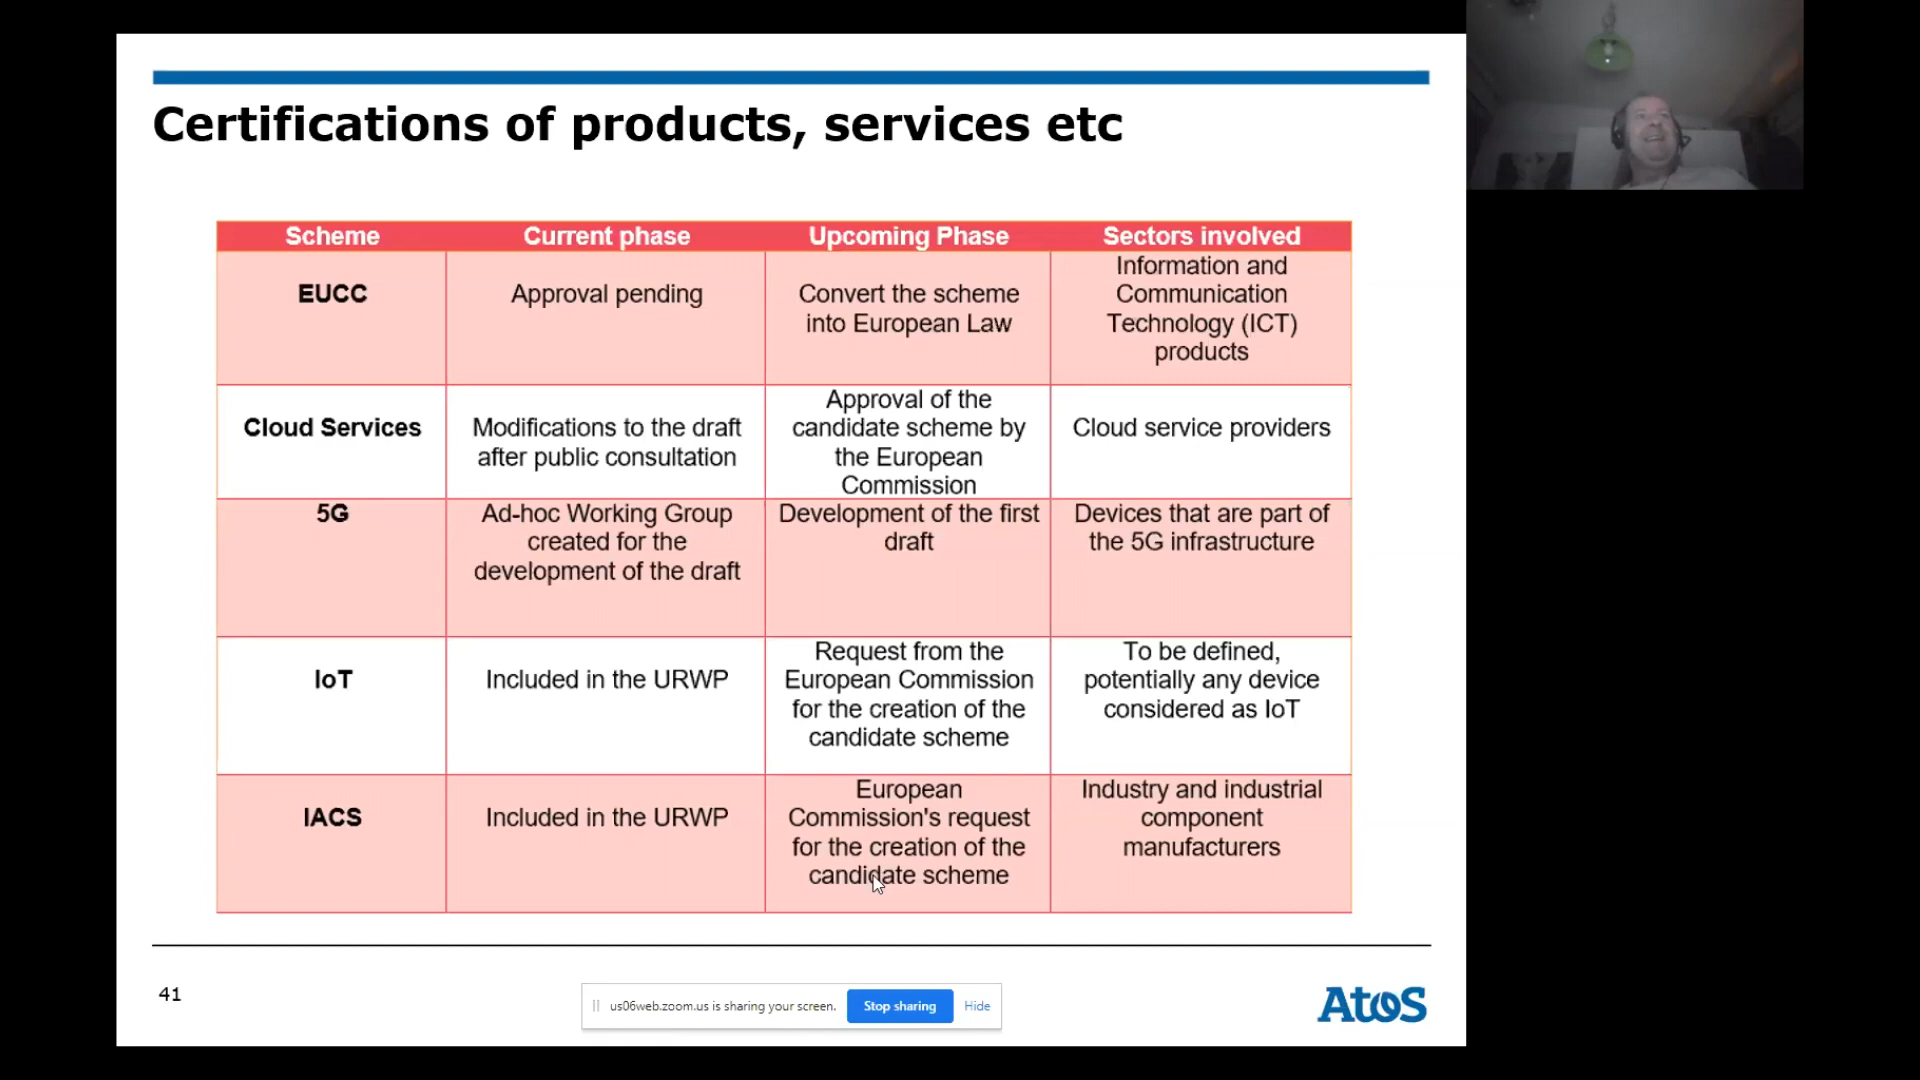 Certifications of products, services etc
Scheme
Current phase
Upcoming Phase
Sectors involved
EUCC
Approval pending
Convert the scheme
into European Law
Information and
Communication
Technology (ICT)
products
Cloud Services
Modifications to the draft
after public consultation
Approval of the
candidate scheme by
the European
Commission
Cloud service providers
5G
Ad-hoc Working Group
created for the
development of the draft
Development of the first
draft
Devices that are part of
the 5G infrastructure
IoT
Included in the URWP
Request from the
European Commission
for the creation of the
candidate scheme
To be defined,
potentially any device
considered as IoT
IACS
Included in the URWP
European
Commission's request
for the creation of the
candidate scheme
Industry and industrial
component
manufacturers
41
us06web.zoom.us is sharing your screen.
Stop sharing
Hide
Atos